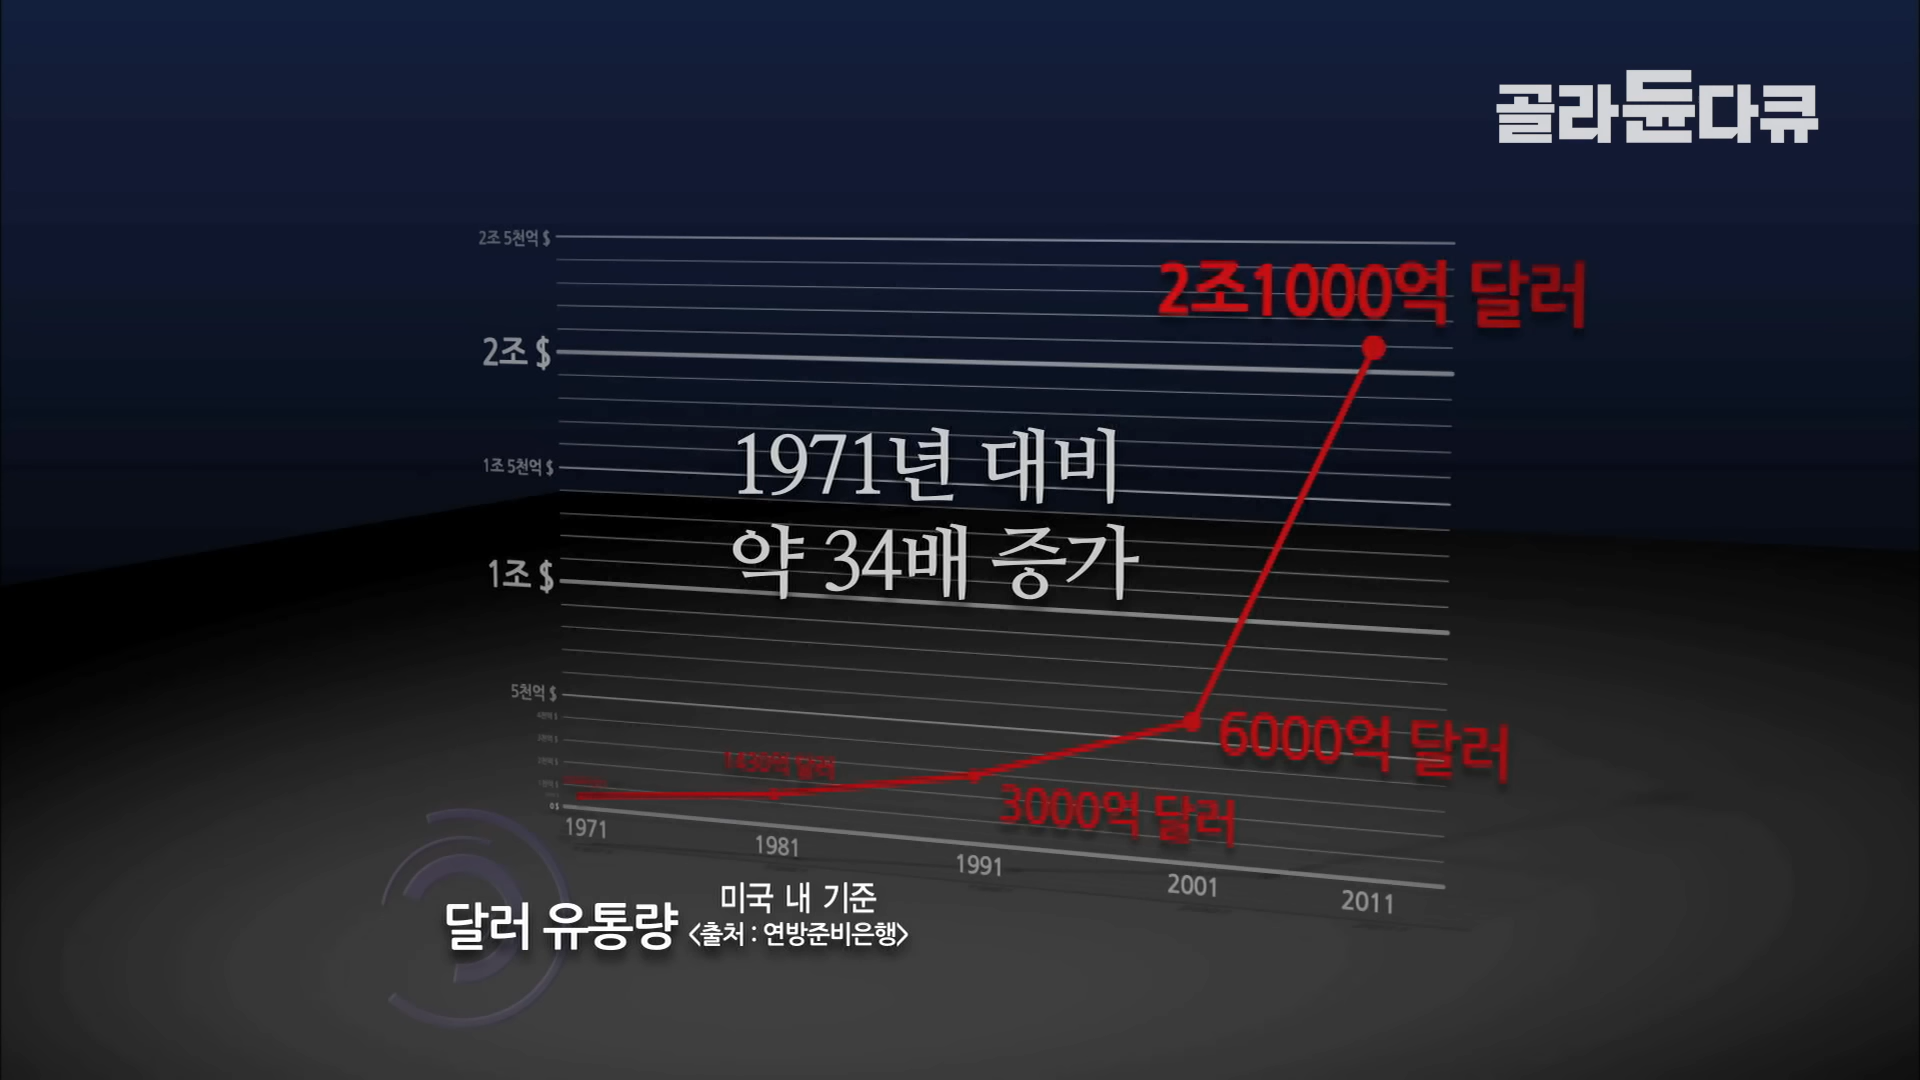 골라둔다큐
2조 5천억 $
2조1000억 달러
2조 $
1971년 대비
1조 5천억 $
약 34배 증가
1조 $
5천억 $
6000억 달러
1430억 달러
3000억 달러
0 $
1971
1981
1991
2001
2011
달러 유통량
미국 내 기준
<출처 : 연방준비은행>